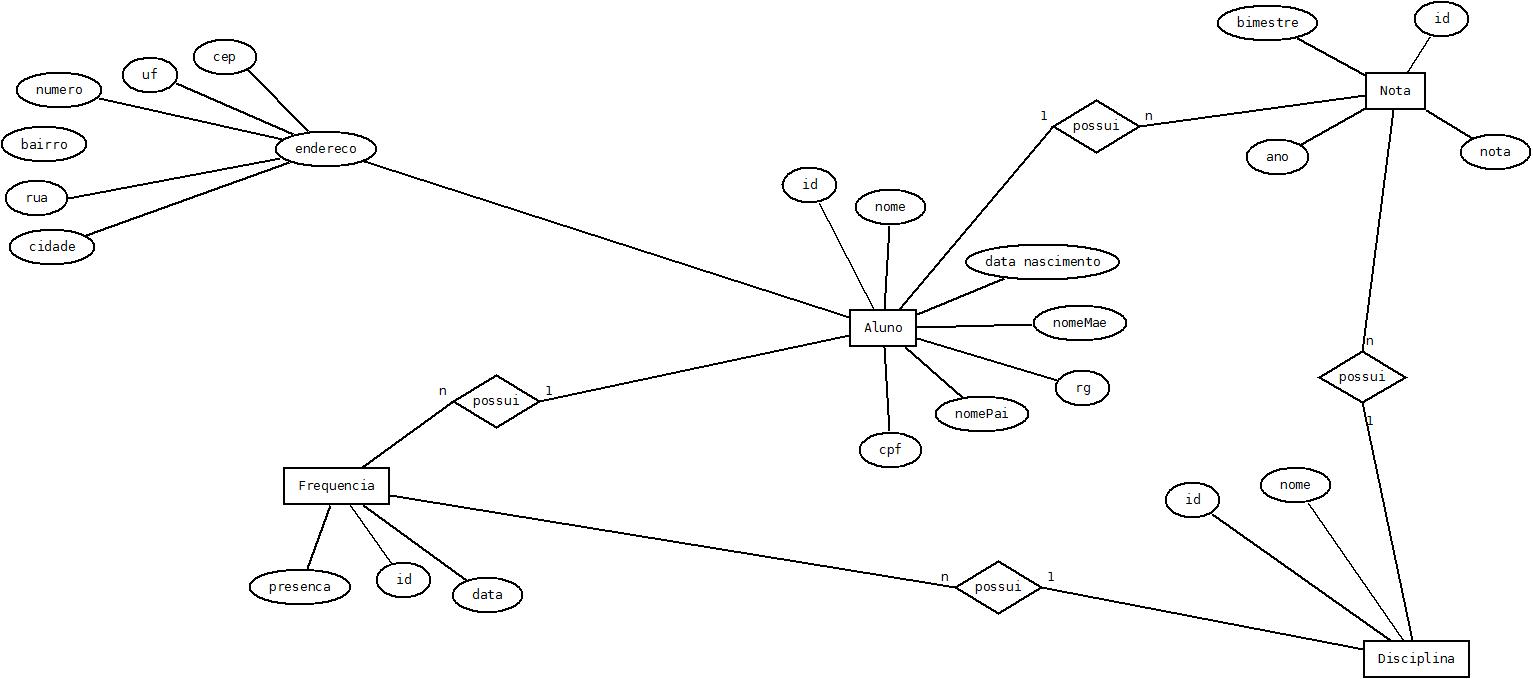 bimestre
id
cep
uf
numero
Nota
1
possui
n
bairro
endereco
ano
nota
id
rua
nome
cidade
data nascimento
nomeMae
Aluno
n
possui
rg
n
1
possui
nomePai
1
cpf
Frequencia
nome
id
n
possui
1
presenca
id
data
Disciplina